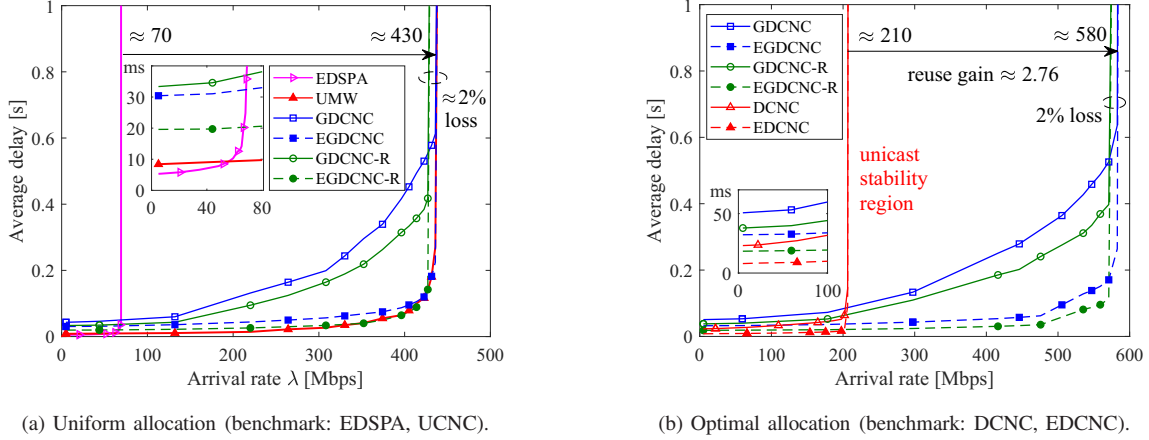 1
0.8
0.6
0.4
0.2
0
Average delay [s]
≈ 70
≈ 430
ms
40
30
20
10
0
0
40
80
EDSPA
UMW
GDCNC
EGDCNC
GDCNC-R
EGDCNC-R
≈2%
loss
0
100
200
300
400
500
Arrival rate λ [Mbps]
(a) Uniform allocation (benchmark: EDSPA, UCNC).
1
0.8
0.6
0.4
0.2
0
Average delay [s]
GDCNC
EGDCNC
GDCNC-R
EGDCNC-R
DCNC
EDCNC
≈ 210
≈ 580
reuse gain ≈ 2.76
2% loss
unicast
stability
region
ms
50
0
0
100
0
100
200
300
400
500
600
Arrival rate [Mbps]
(b) Optimal allocation (benchmark: DCNC, EDCNC).